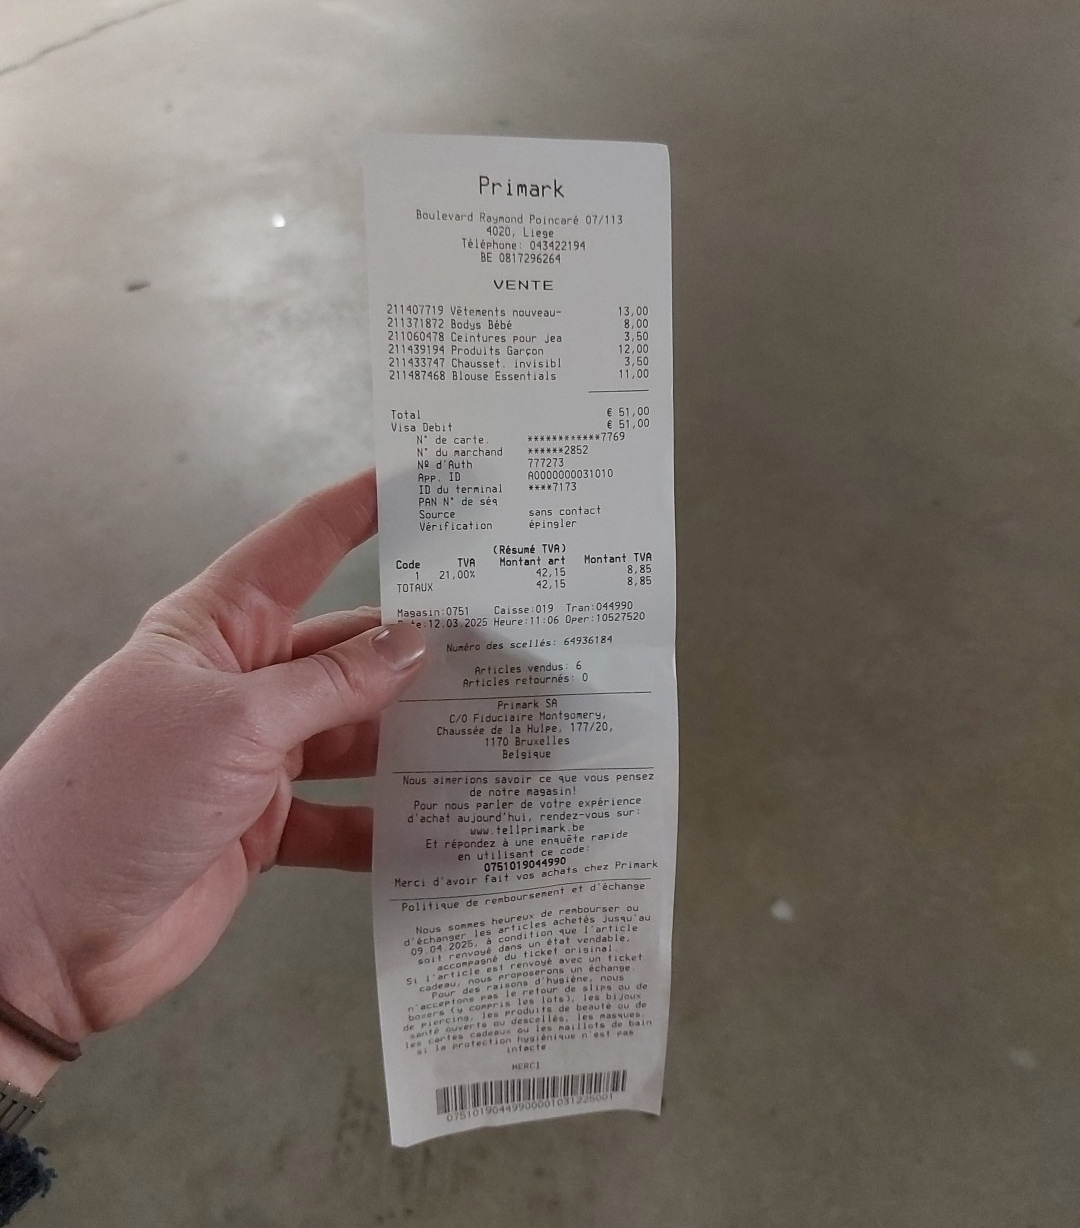 Primark
Boulevard Raymond Poincaré 07/113
4020, Liege
Téléphone: 043422194
BE 0817296264
VENTE
211407719 Vêtements nouveau- 13,00
211371872 Bodys Bébé 8,00
211060478 Ceintures pour jea 3,50
211439194 Produits Garçon 12,00
211433747 Chausset. invisibl 3,50
211487468 Blouse Essentials 11,00
Total € 51,00
Visa Debit € 51,00
N° de carte. ************7769
N° du marchand ******2852
Nº d'Auth 777273
App. ID A0000000031010
ID du terminal ****7173
PAN N° de séq
Source sans contact
Vérification épingler
(Résumé TVA)
Code TVA Montant art Montant TVA
1 21,00% 42,15 8,85
TOTAUX 42,15 8,85
Magasin:0751 Caisse:019 Tran:044990
te:12.03.2025 Heure:11:06 Oper:10527520
Numéro des scellés: 64936184
Articles vendus: 6
Articles retournés: 0
Primark SA
C/O Fiduciaire Montgomery,
Chaussée de la Hulpe, 177/20,
1170 Bruxelles
Belgique
Nous aimerions savoir ce que vous pensez
de notre magasin!
Pour nous parler de votre expérience
d'achat aujourd'hui, rendez-vous sur:
www.tellprimark.be
Et répondez à une enquête rapide
en utilisant ce code:
0751019044990
Merci d'avoir fait vos achats chez Primark
Politique de remboursement et d'échange
Nous sommes heureux de rembourser ou
d'échanger les articles achetés jusqu'au
09.04.2025, à condition que l'article
soit renvoyé dans un état vendable,
accompagné du ticket original.
Si l'article est renvoyé avec un ticket
cadeau, nous proposerons un échange.
Pour des raisons d'hygiène, nous
n'acceptons pas le retour de slips ou de
boxers (y compris les lots), les bijoux
de piercing, les produits de beauté ou de
santé ouverts ou descellés, les masques,
les cartes cadeaux ou les maillots de bain
si la protection hygiénique n'est pas
intacte
MERCI